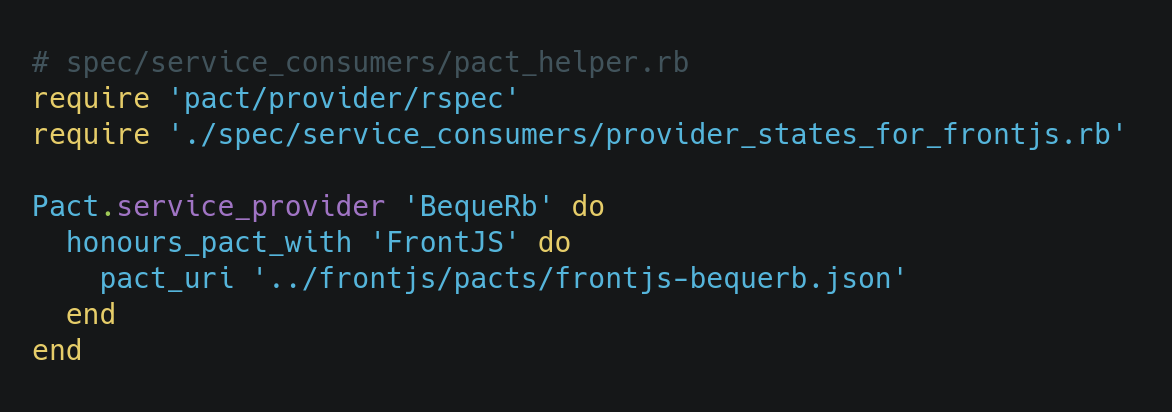 # spec/service_consumers/pact_helper.rb
require 'pact/provider/rspec'
require './spec/service_consumers/provider_states_for_frontjs.rb'

Pact.service_provider 'BequeRb' do
  honours_pact_with 'FrontJS' do
    pact_uri '../frontjs/pacts/frontjs-bequerb.json'
  end
end